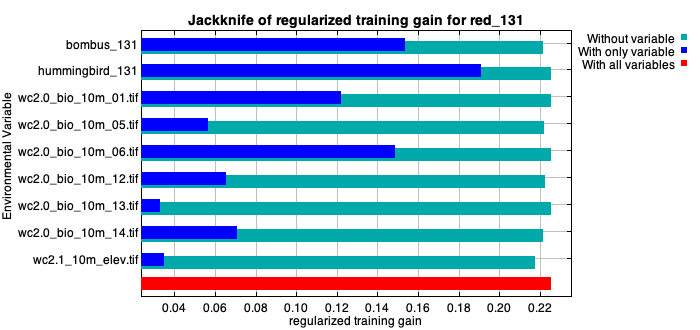 Jackknife of regularized training gain for red_131
Without variable
With only variable
With all variables
Environmental Variable
bombus_131
hummingbird_131
wc2.0_bio_10m_01.tif
wc2.0_bio_10m_05.tif
wc2.0_bio_10m_06.tif
wc2.0_bio_10m_12.tif
wc2.0_bio_10m_13.tif
wc2.0_bio_10m_14.tif
wc2.1_10m_elev.tif
0.04 0.06 0.08 0.10 0.12 0.14 0.16 0.18 0.20 0.22
regularized training gain